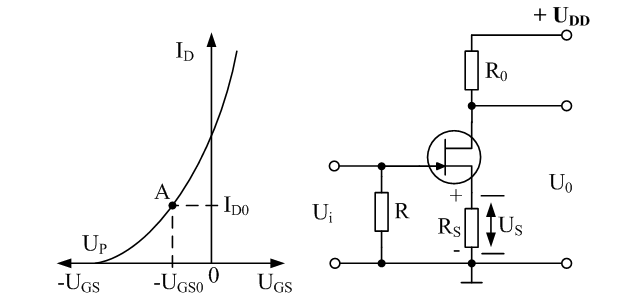 + U_DD
I_D
R_0
A
I_D0
+
U_0
U_i
R
R_S
U_S
U_P
-
-U_GS
-U_GS0
0
U_GS